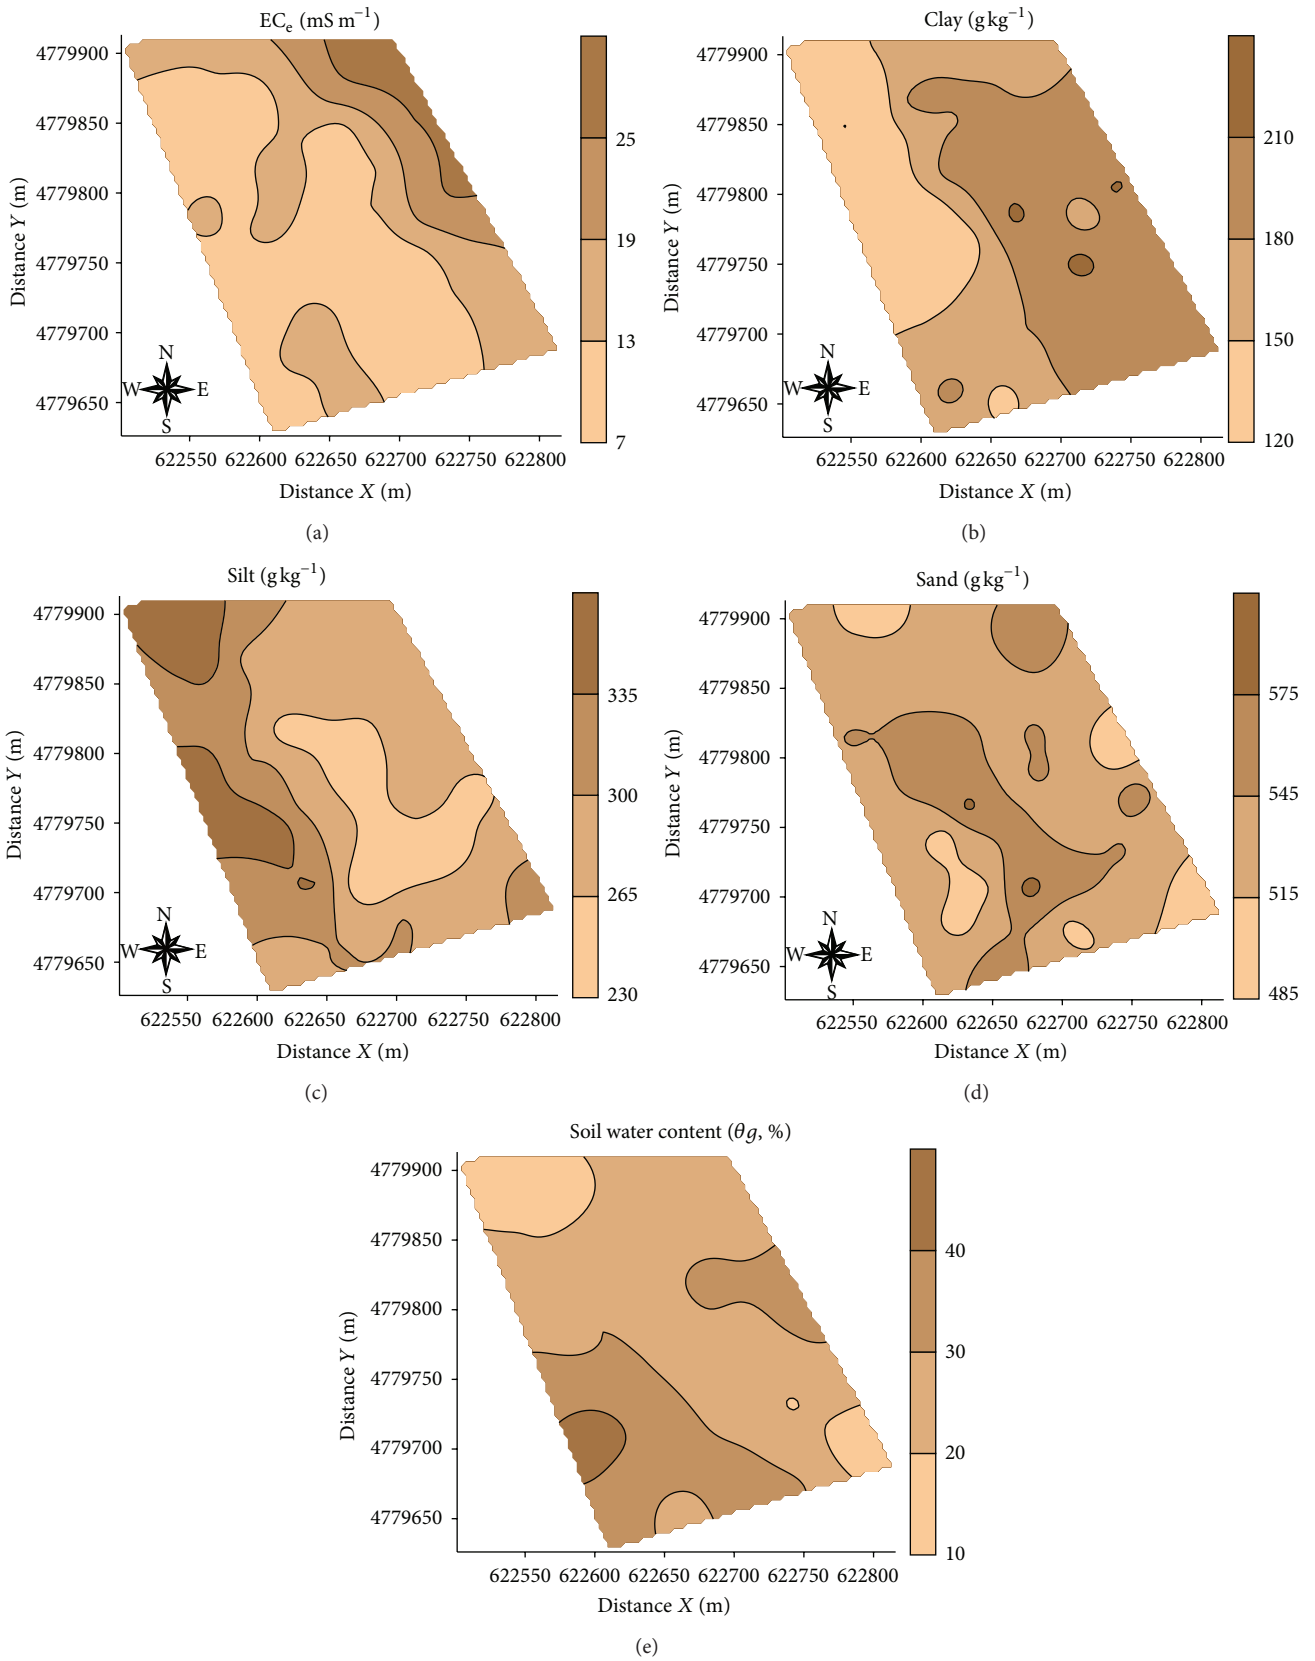 ECe (mS m−1)
4779900
4779850
4779800
4779750
4779700
4779650
Distance Y (m)
N
W E
S
622550 622600 622650 622700 622750 622800
Distance X (m)
25
19
13
7
(a)
Clay (g kg−1)
4779900
4779850
4779800
4779750
4779700
4779650
Distance Y (m)
N
W E
S
622550 622600 622660 622700 622750 622800
Distance X (m)
210
180
150
120
(b)
Silt (g kg−1)
4779900
4779850
4779800
4779750
4779700
4779650
Distance Y (m)
N
W E
S
622550 622600 622650 622700 622750 622800
Distance X (m)
335
300
265
230
(c)
Sand (g kg−1)
4779900
4779850
4779800
4779750
4779700
4779650
Distance Y (m)
N
W E
S
622550 622600 622650 622700 622750 622800
Distance X (m)
575
545
515
485
(d)
Soil water content (θg, %)
4779900
4779850
4779800
4779750
4779700
4779650
Distance Y (m)
622550 622600 622650 622700 622750 622800
Distance X (m)
40
30
20
10
(e)